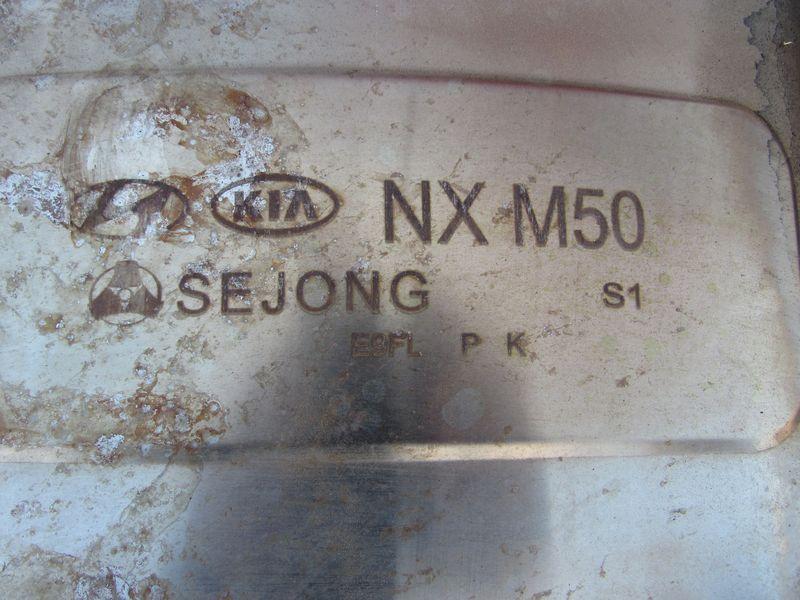 KIA NX M50
SEJONG S1
E9FL P K